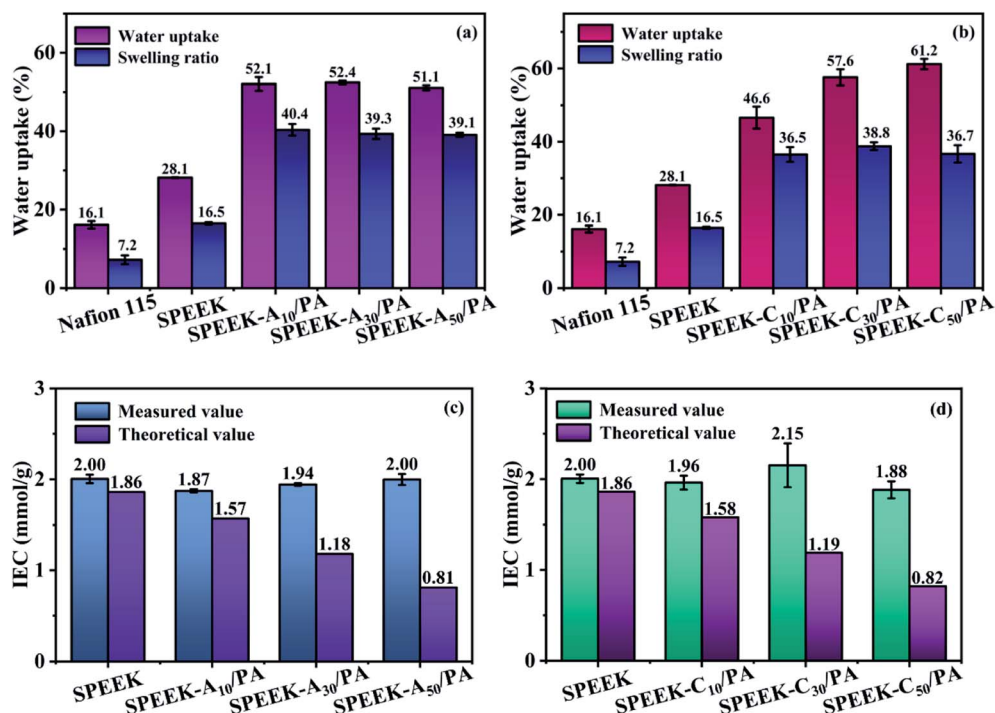 (a)
Water uptake
Swelling ratio
Water uptake (%)
60
40
20
0
16.1
7.2
28.1
16.5
52.1
40.4
52.4
39.3
51.1
39.1
Nafion 115
SPEEK
SPEEK-A₁₀/PA
SPEEK-A₃₀/PA
SPEEK-A₅₀/PA
(b)
Water uptake
Swelling ratio
Water uptake (%)
60
40
20
0
16.1
7.2
28.1
16.5
46.6
36.5
57.6
38.8
61.2
36.7
Nafion 115
SPEEK
SPEEK-C₁₀/PA
SPEEK-C₃₀/PA
SPEEK-C₅₀/PA
(c)
Measured value
Theoretical value
IEC (mmol/g)
3
2
1
0
2.00
1.86
1.87
1.57
1.94
1.18
2.00
0.81
SPEEK
SPEEK-A₁₀/PA
SPEEK-A₃₀/PA
SPEEK-A₅₀/PA
(d)
Measured value
Theoretical value
IEC (mmol/g)
3
2
1
0
2.00
1.86
1.96
1.58
2.15
1.19
1.88
0.82
SPEEK
SPEEK-C₁₀/PA
SPEEK-C₃₀/PA
SPEEK-C₅₀/PA